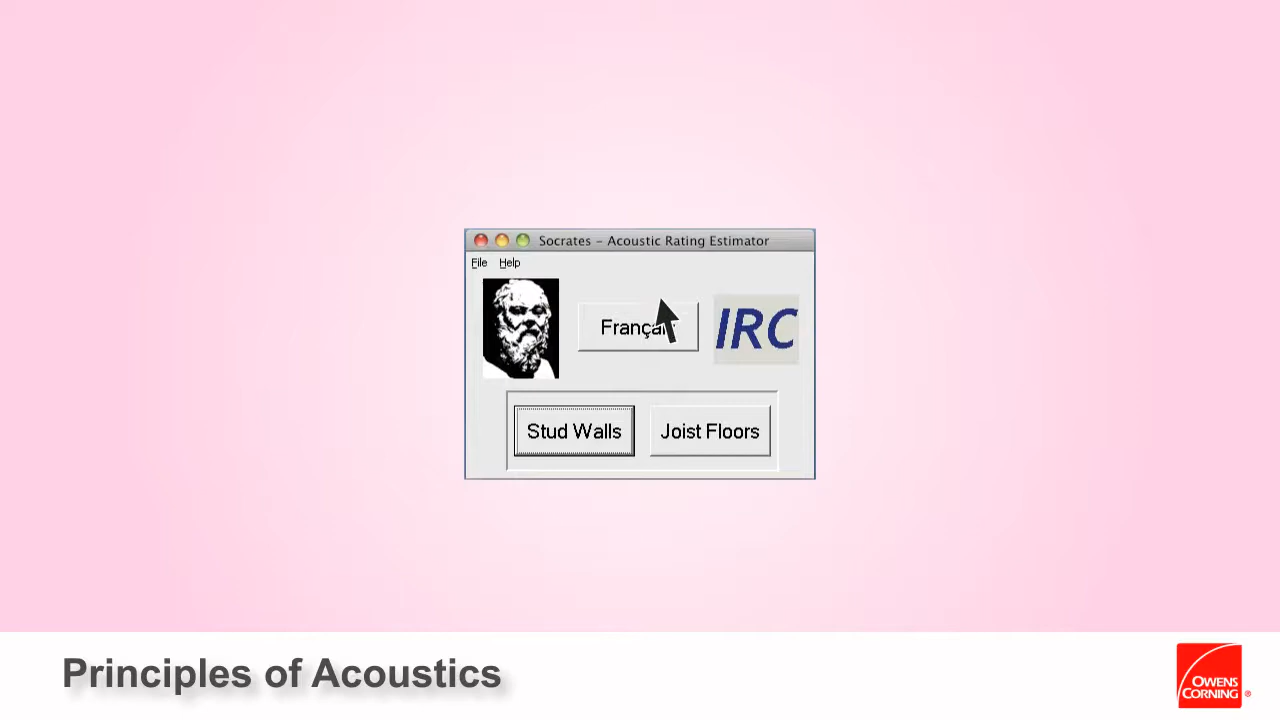 Socrates – Acoustic Rating Estimator
File Help
IRC
Stud Walls Joist Floors
Principles of Acoustics
OWENS
CORNING ®